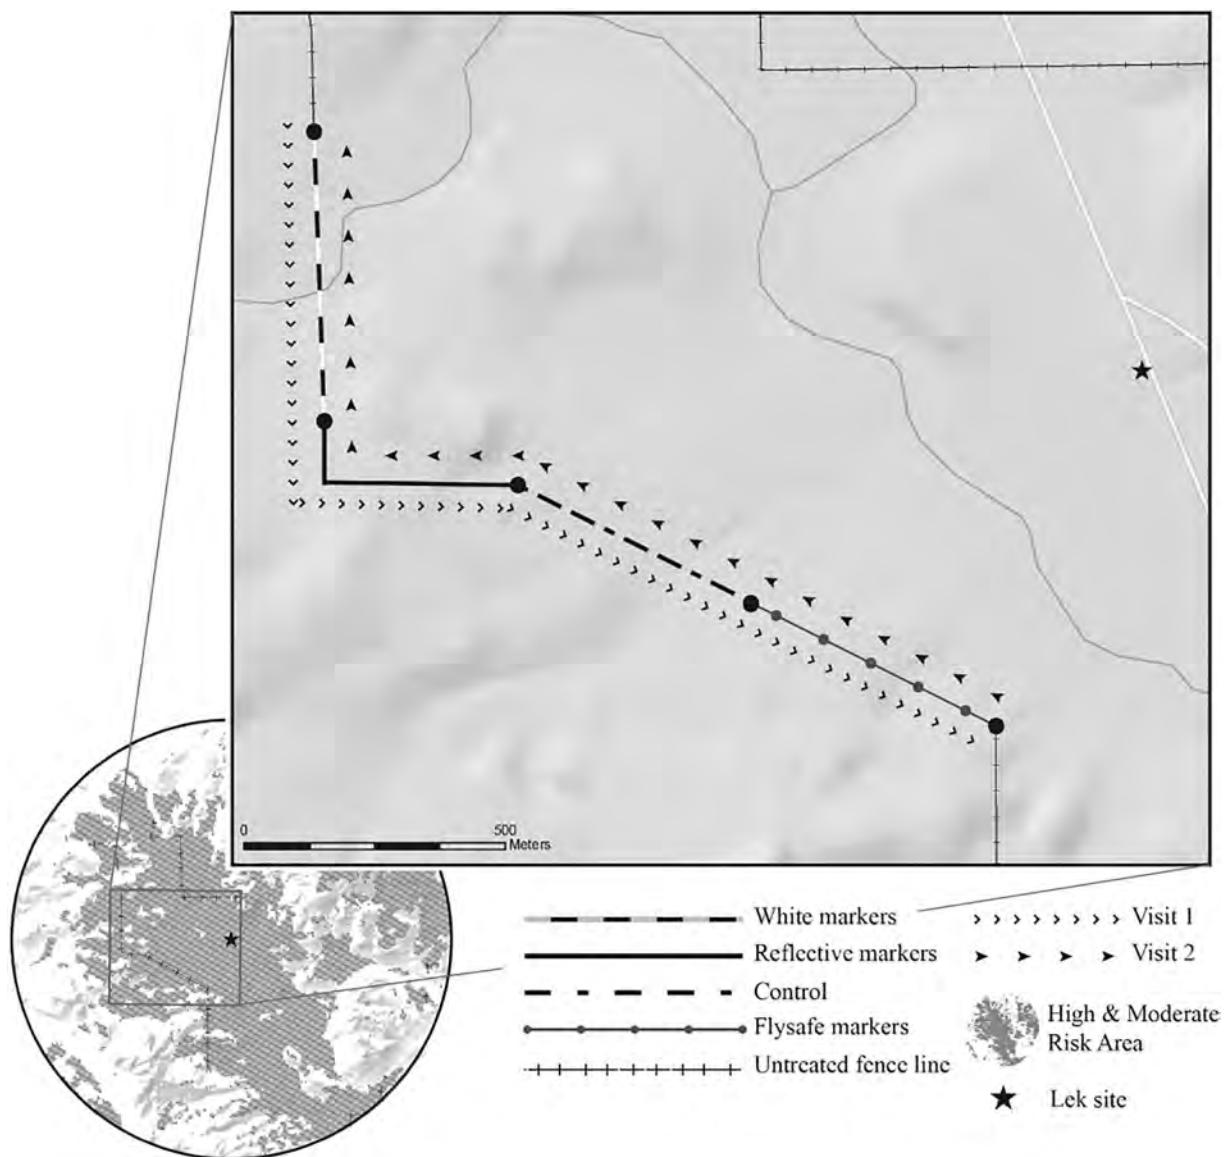 0
500
Meters
White markers
Reflective markers
Control
Flysafe markers
Untreated fence line
Visit 1
Visit 2
High & Moderate
Risk Area
Lek site